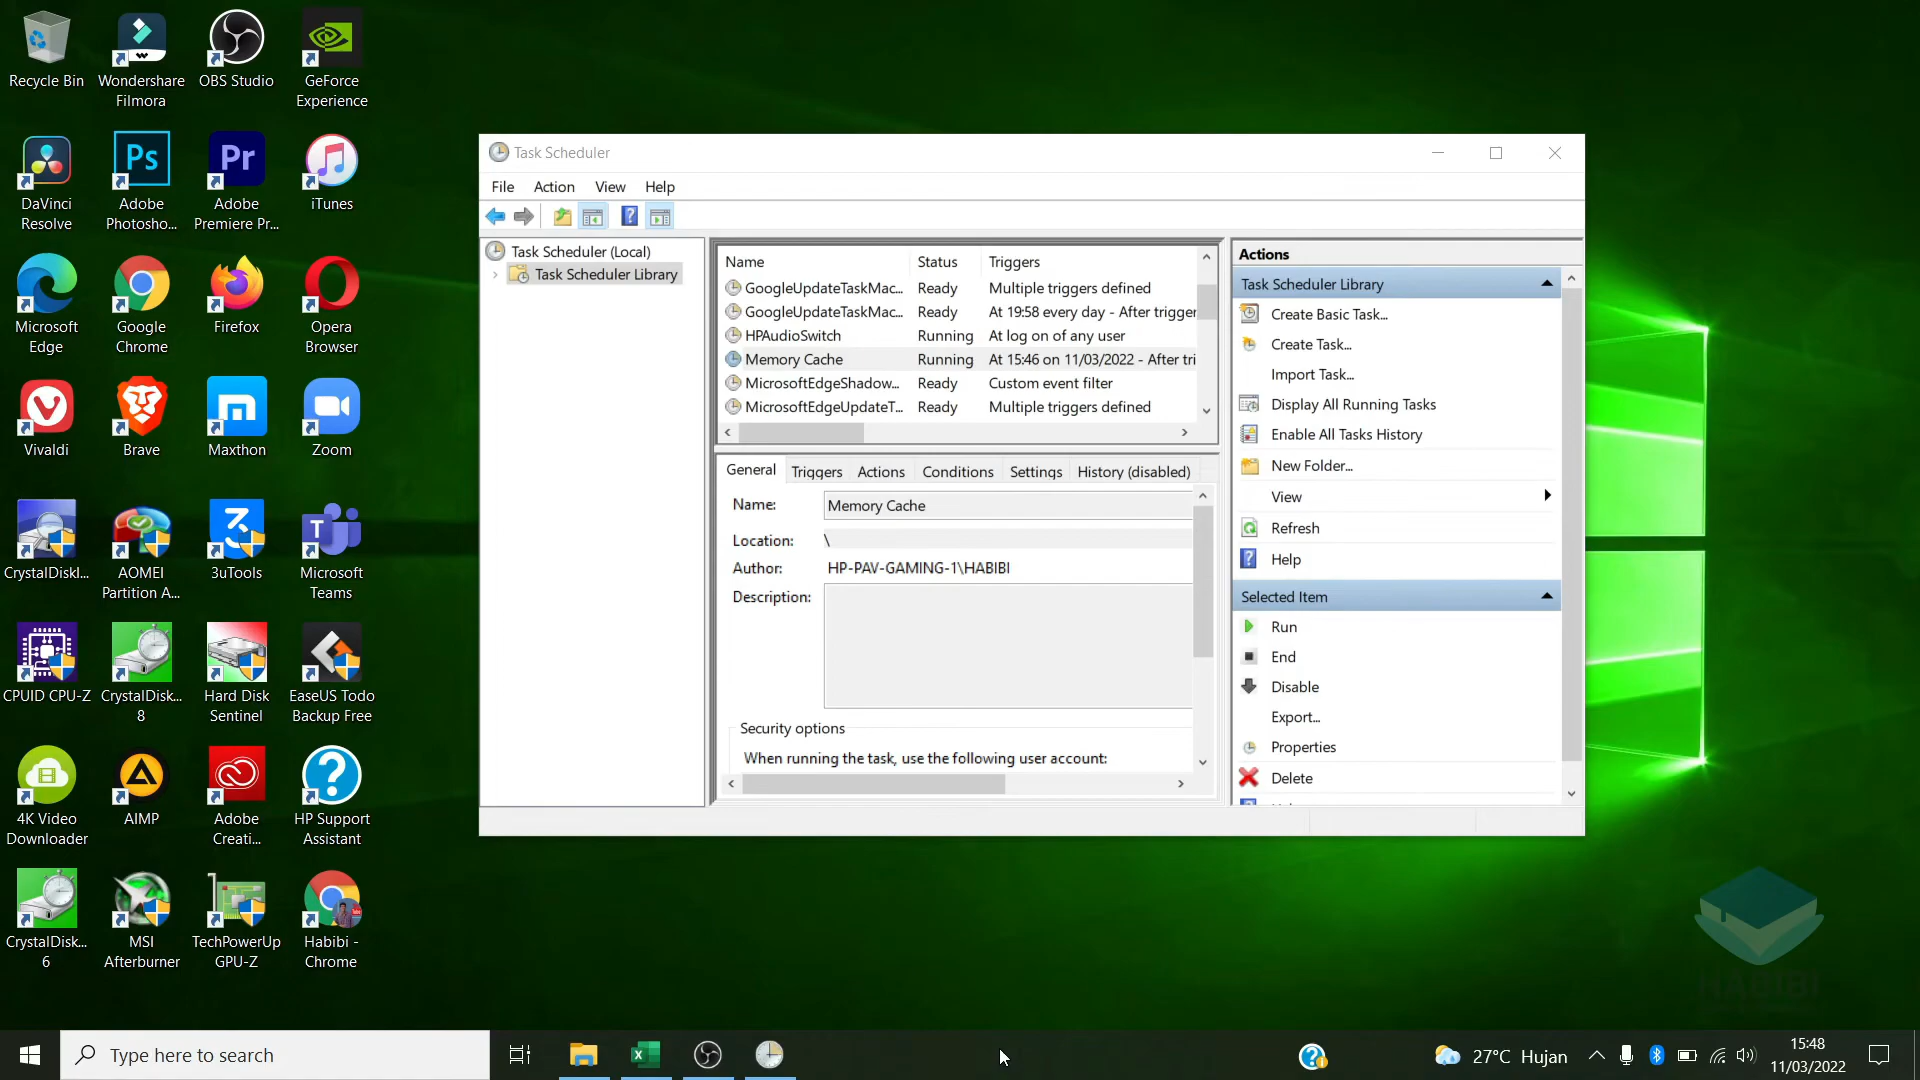 Recycle Bin
Wondershare
Filmora
OBS Studio
GeForce
Experience
DaVinci
Resolve
Ps
Adobe
Photosho...
Pr
Adobe
Premiere Pr...
iTunes
Microsoft
Edge
Google
Chrome
Firefox
Opera
Browser
Vivaldi
Brave
Maxthon
Zoom
CrystalDiskI...
AOMEI
Partition A...
3uTools
Microsoft
Teams
CPUID CPU-Z
CrystalDisk...
8
Hard Disk
Sentinel
EaseUS Todo
Backup Free
4K Video
Downloader
AIMP
Adobe
Creati...
HP Support
Assistant
CrystalDisk...
6
MSI
Afterburner
TechPowerUp
GPU-Z
Habibi -
Chrome
Task Scheduler
File Action View Help
Task Scheduler (Local)
Task Scheduler Library
Name Status Triggers
GoogleUpdateTaskMac... Ready Multiple triggers defined
GoogleUpdateTaskMac... Ready At 19:58 every day - After trigger
HPAudioSwitch Running At log on of any user
Memory Cache Running At 15:46 on 11/03/2022 - After tri
MicrosoftEdgeShadow... Ready Custom event filter
MicrosoftEdgeUpdateT... Ready Multiple triggers defined
General Triggers Actions Conditions Settings History (disabled)
Name: Memory Cache
Location: \
Author: HP-PAV-GAMING-1\HABIBI
Description:
Security options
When running the task, use the following user account:
Actions
Task Scheduler Library
Create Basic Task...
Create Task...
Import Task...
Display All Running Tasks
Enable All Tasks History
New Folder...
View
Refresh
Help
Selected Item
Run
End
Disable
Export...
Properties
Delete
HABIBI
Type here to search
27°C Hujan
15:48
11/03/2022